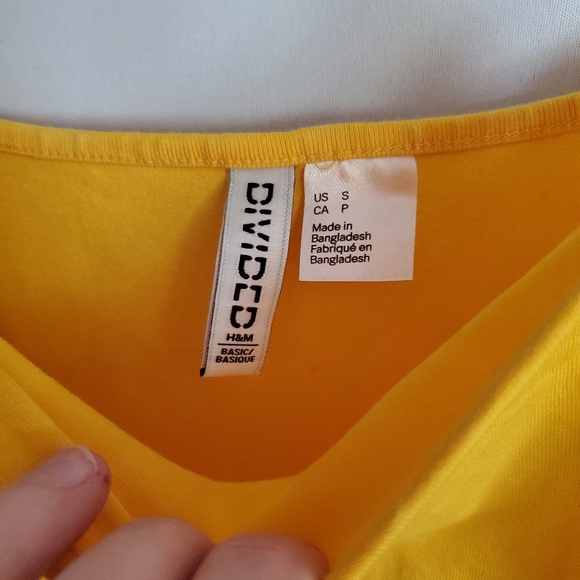 DIVIDED
H&M
BASIC/
BASIQUE
US S
CA P
Made in
Bangladesh
Fabriqué en
Bangladesh